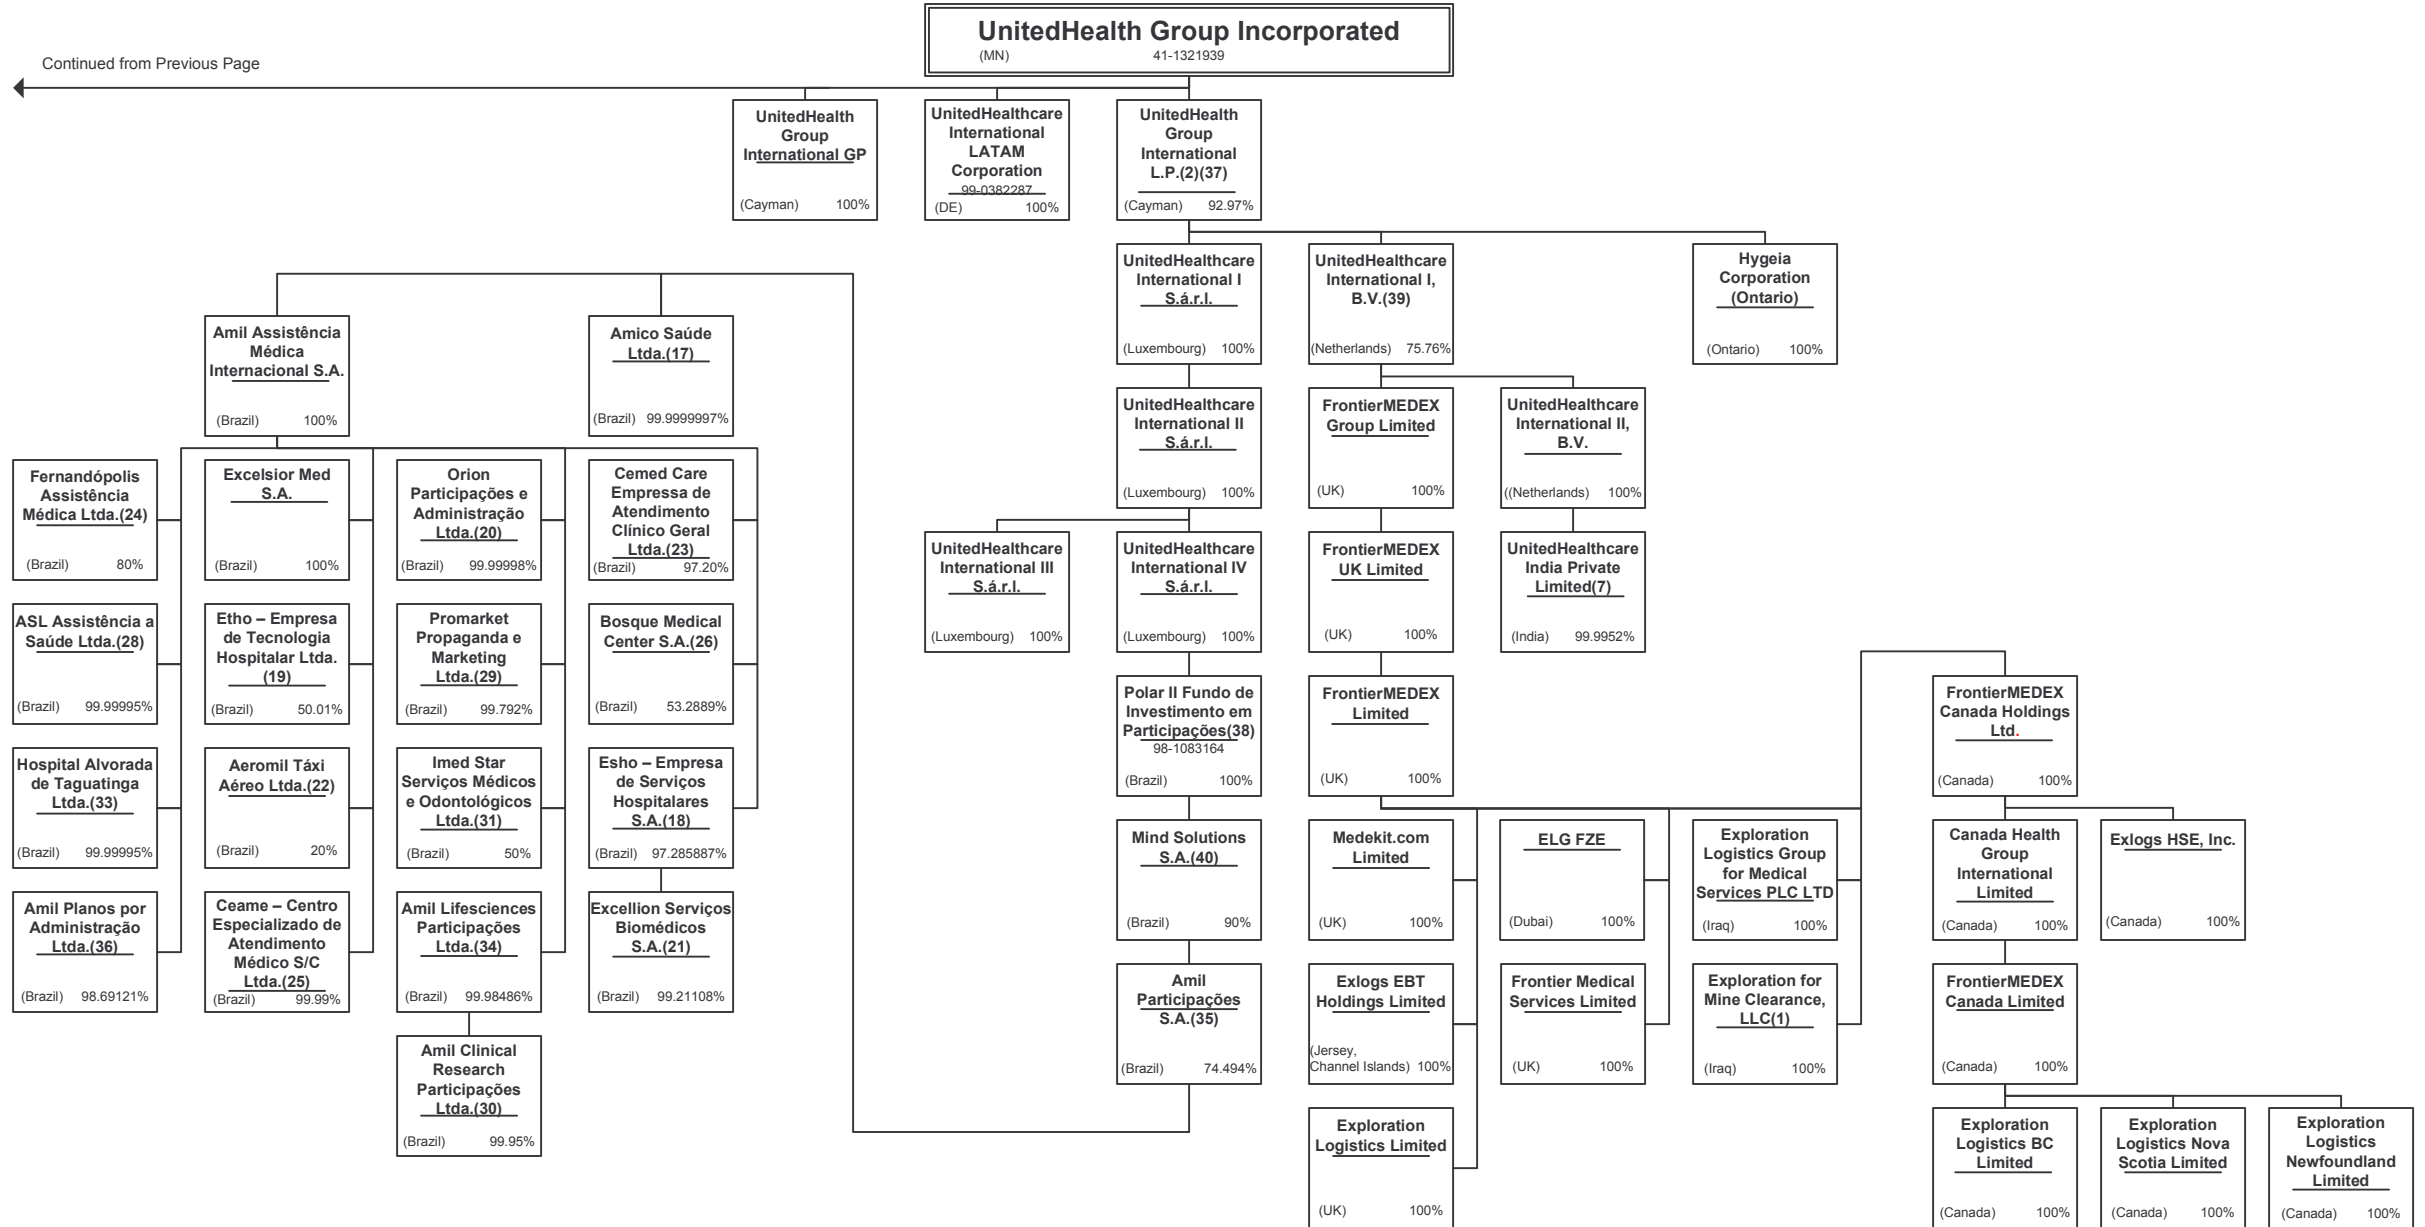 UnitedHealth Group Incorporated
(MN) 41-1321939
Continued from Previous Page
UnitedHealth
Group
International GP
(Cayman) 100%
UnitedHealthcare
International
LATAM
Corporation
99-0382287
(DE) 100%
UnitedHealth
Group
International
L.P.(2)(37)
(Cayman) 92.97%
UnitedHealthcare
International I
S.á.r.l.
(Luxembourg) 100%
UnitedHealthcare
International I,
B.V.(39)
(Netherlands) 75.76%
Hygeia
Corporation
(Ontario)
(Ontario) 100%
Amil Assistência
Médica
Internacional S.A.
(Brazil) 100%
Amico Saúde
Ltda.(17)
(Brazil) 99.9999997%
UnitedHealthcare
International II
S.á.r.l.
(Luxembourg) 100%
FrontierMEDEX
Group Limited
(UK) 100%
UnitedHealthcare
International II,
B.V.
((Netherlands) 100%
Fernandópolis
Assistência
Médica Ltda.(24)
(Brazil) 80%
Excelsior Med
S.A.
(Brazil) 100%
Orion
Participações e
Administração
Ltda.(20)
(Brazil) 99.99998%
Cemed Care
Empressa de
Atendimento
Clínico Geral
Ltda.(23)
(Brazil) 97.20%
UnitedHealthcare
International III
S.á.r.l.
(Luxembourg) 100%
UnitedHealthcare
International IV
S.á.r.l.
(Luxembourg) 100%
FrontierMEDEX
UK Limited
(UK) 100%
UnitedHealthcare
India Private
Limited(7)
(India) 99.9952%
ASL Assistência a
Saúde Ltda.(28)
(Brazil) 99.99995%
Etho – Empresa
de Tecnologia
Hospitalar Ltda.
(19)
(Brazil) 50.01%
Promarket
Propaganda e
Marketing
Ltda.(29)
(Brazil) 99.792%
Bosque Medical
Center S.A.(26)
(Brazil) 53.2889%
Polar II Fundo de
Investimento em
Participações(38)
98-1083164
(Brazil) 100%
FrontierMEDEX
Limited
(UK) 100%
FrontierMEDEX
Canada Holdings
Ltd.
(Canada) 100%
Hospital Alvorada
de Taguatinga
Ltda.(33)
(Brazil) 99.99995%
Aeromil Táxi
Aéreo Ltda.(22)
(Brazil) 20%
Imed Star
Serviços Médicos
e Odontológicos
Ltda.(31)
(Brazil) 50%
Esho – Empresa
de Serviços
Hospitalares
S.A.(18)
(Brazil) 97.285887%
Mind Solutions
S.A.(40)
(Brazil) 90%
Medekit.com
Limited
(UK) 100%
ELG FZE
(Dubai) 100%
Exploration
Logistics Group
for Medical
Services PLC LTD
(Iraq) 100%
Canada Health
Group
International
Limited
(Canada) 100%
Exlogs HSE, Inc.
(Canada) 100%
Amil Planos por
Administração
Ltda.(36)
(Brazil) 98.69121%
Ceame – Centro
Especializado de
Atendimento
Médico S/C
Ltda.(25)
(Brazil) 99.99%
Amil Lifesciences
Participações
Ltda.(34)
(Brazil) 99.98486%
Excellion Serviços
Biomédicos
S.A.(21)
(Brazil) 99.21108%
Amil
Participações
S.A.(35)
(Brazil) 74.494%
Exlogs EBT
Holdings Limited
(Jersey,
Channel Islands) 100%
Frontier Medical
Services Limited
(UK) 100%
Exploration for
Mine Clearance,
LLC(1)
(Iraq) 100%
FrontierMEDEX
Canada Limited
(Canada) 100%
Amil Clinical
Research
Participações
Ltda.(30)
(Brazil) 99.95%
Exploration
Logistics Limited
(UK) 100%
Exploration
Logistics BC
Limited
(Canada) 100%
Exploration
Logistics Nova
Scotia Limited
(Canada) 100%
Exploration
Logistics
Newfoundland
Limited
(Canada) 100%